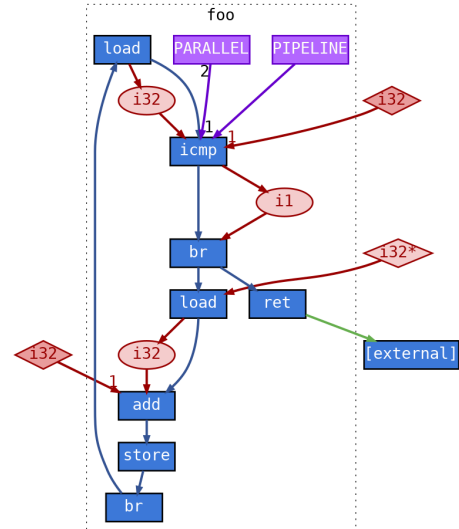 foo
load PARALLEL PIPELINE
2
i32 i32
1 1
icmp
i1
br
i32*
load ret
i32 i32 [external]
1
add
store
br